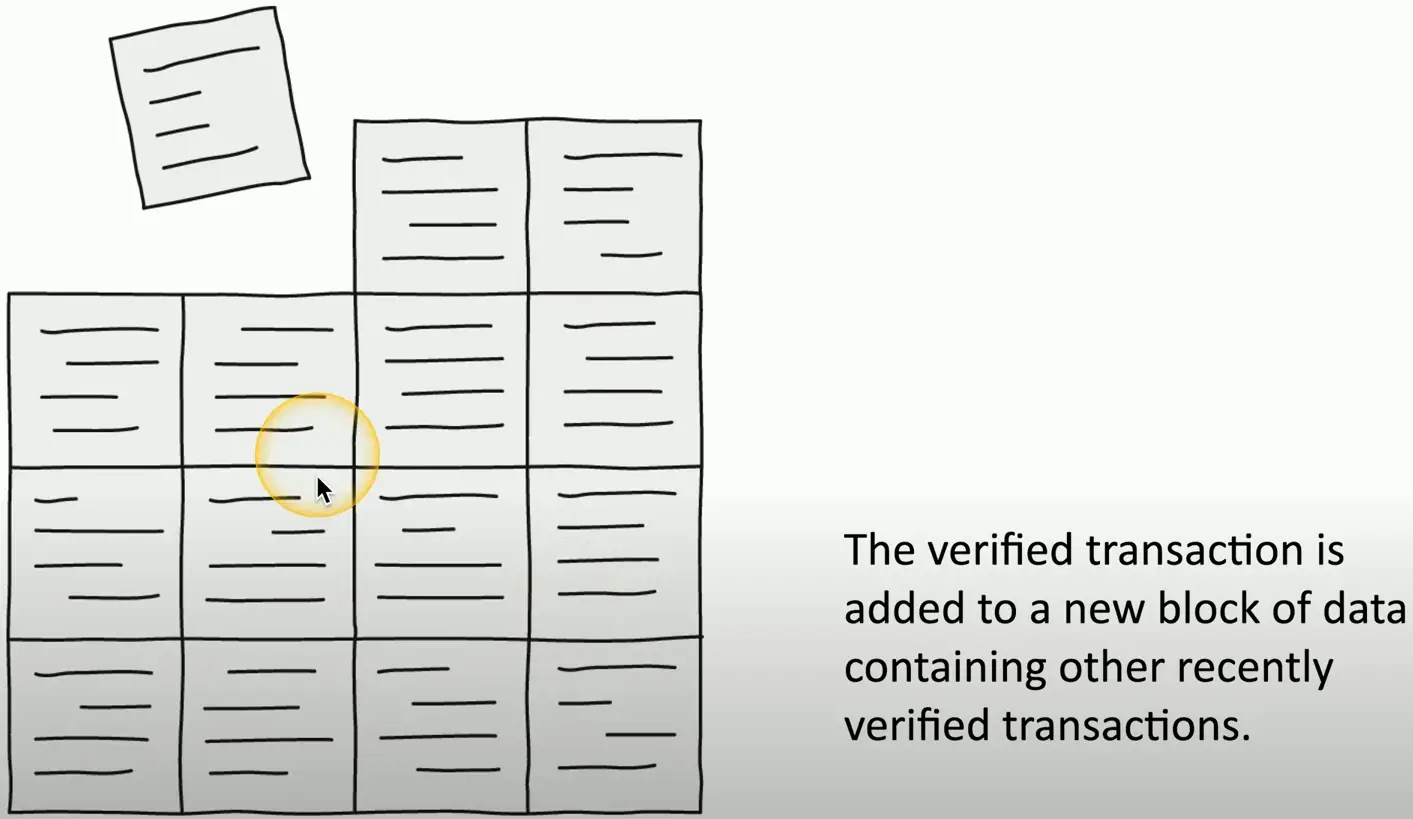 The verified transaction is
added to a new block of data
containing other recently
verified transactions.